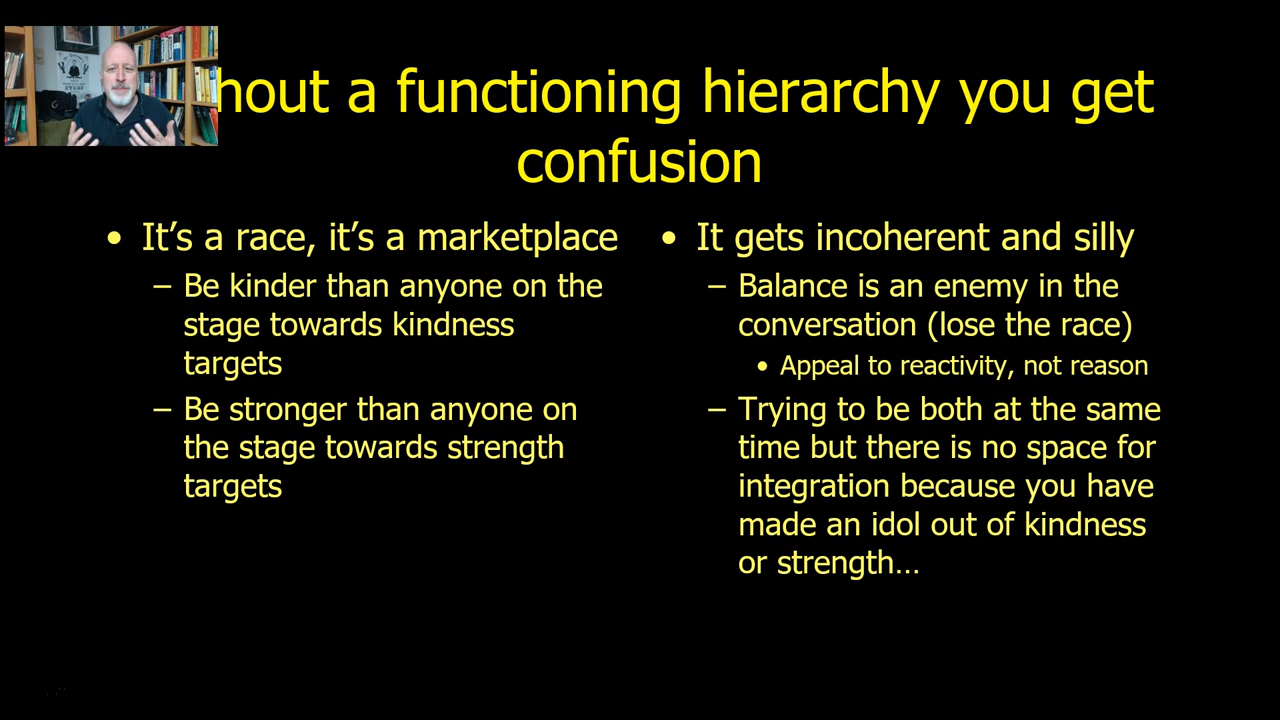 hout a functioning hierarchy you get
confusion
• It’s a race, it’s a marketplace
– Be kinder than anyone on the
stage towards kindness
targets
– Be stronger than anyone on
the stage towards strength
targets
• It gets incoherent and silly
– Balance is an enemy in the
conversation (lose the race)
• Appeal to reactivity, not reason
– Trying to be both at the same
time but there is no space for
integration because you have
made an idol out of kindness
or strength…